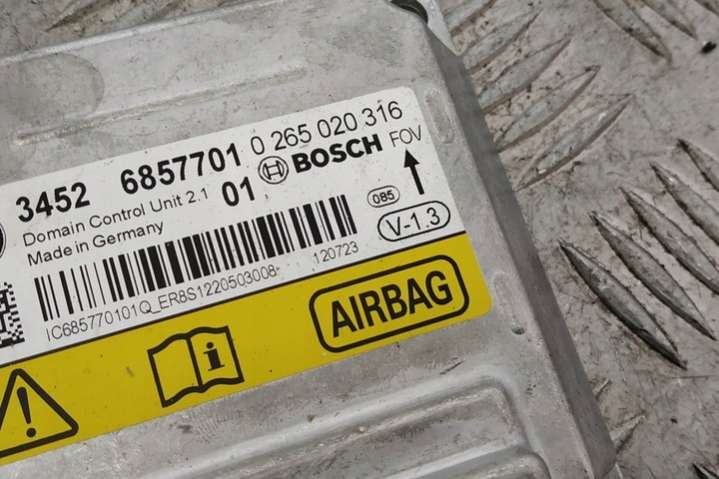 3452 6857701 0 265 020 316
Domain Control Unit 2.1 01 BOSCH FOV
Made in Germany
085
V-1.3
120723
IC685770101Q_ER8S1220503008-
AIRBAG